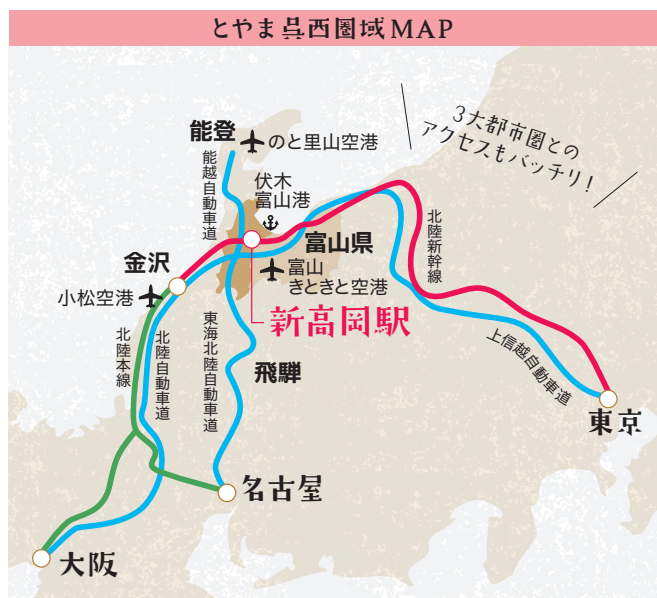 とやま呉西圏域MAP
3大都市圏との
アクセスもバッチリ!
能登
のと里山空港
能越自動車道
伏木
富山港
富山県
北陸新幹線
金沢
富山
きときと空港
小松空港
新高岡駅
北陸本線
北陸自動車道
東海北陸自動車道
飛騨
上信越自動車道
東京
名古屋
大阪